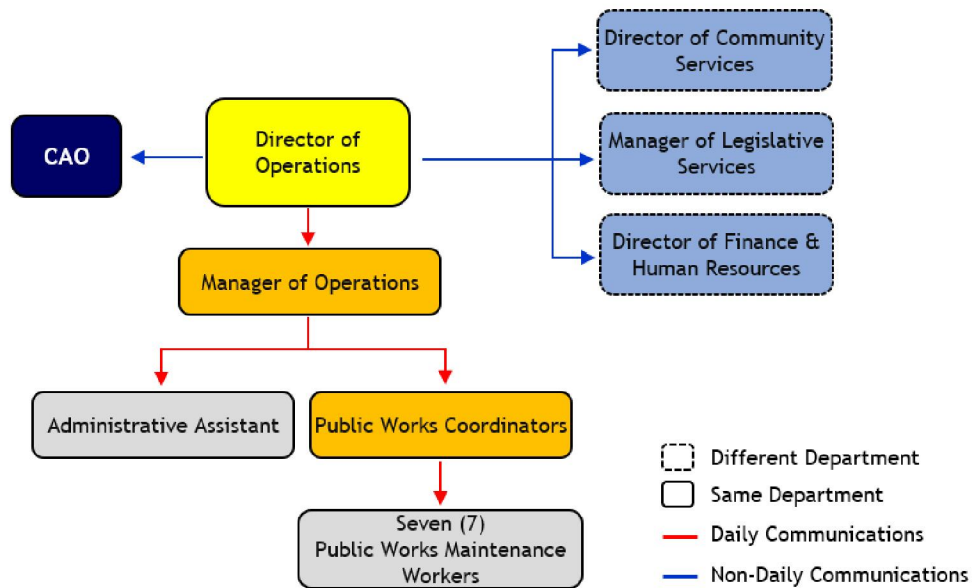 Director of Community
Services
CAO
Director of
Operations
Manager of Legislative
Services
Director of Finance &
Human Resources
Manager of Operations
Administrative Assistant
Public Works Coordinators
Seven (7)
Public Works Maintenance
Workers
Different Department
Same Department
Daily Communications
Non-Daily Communications